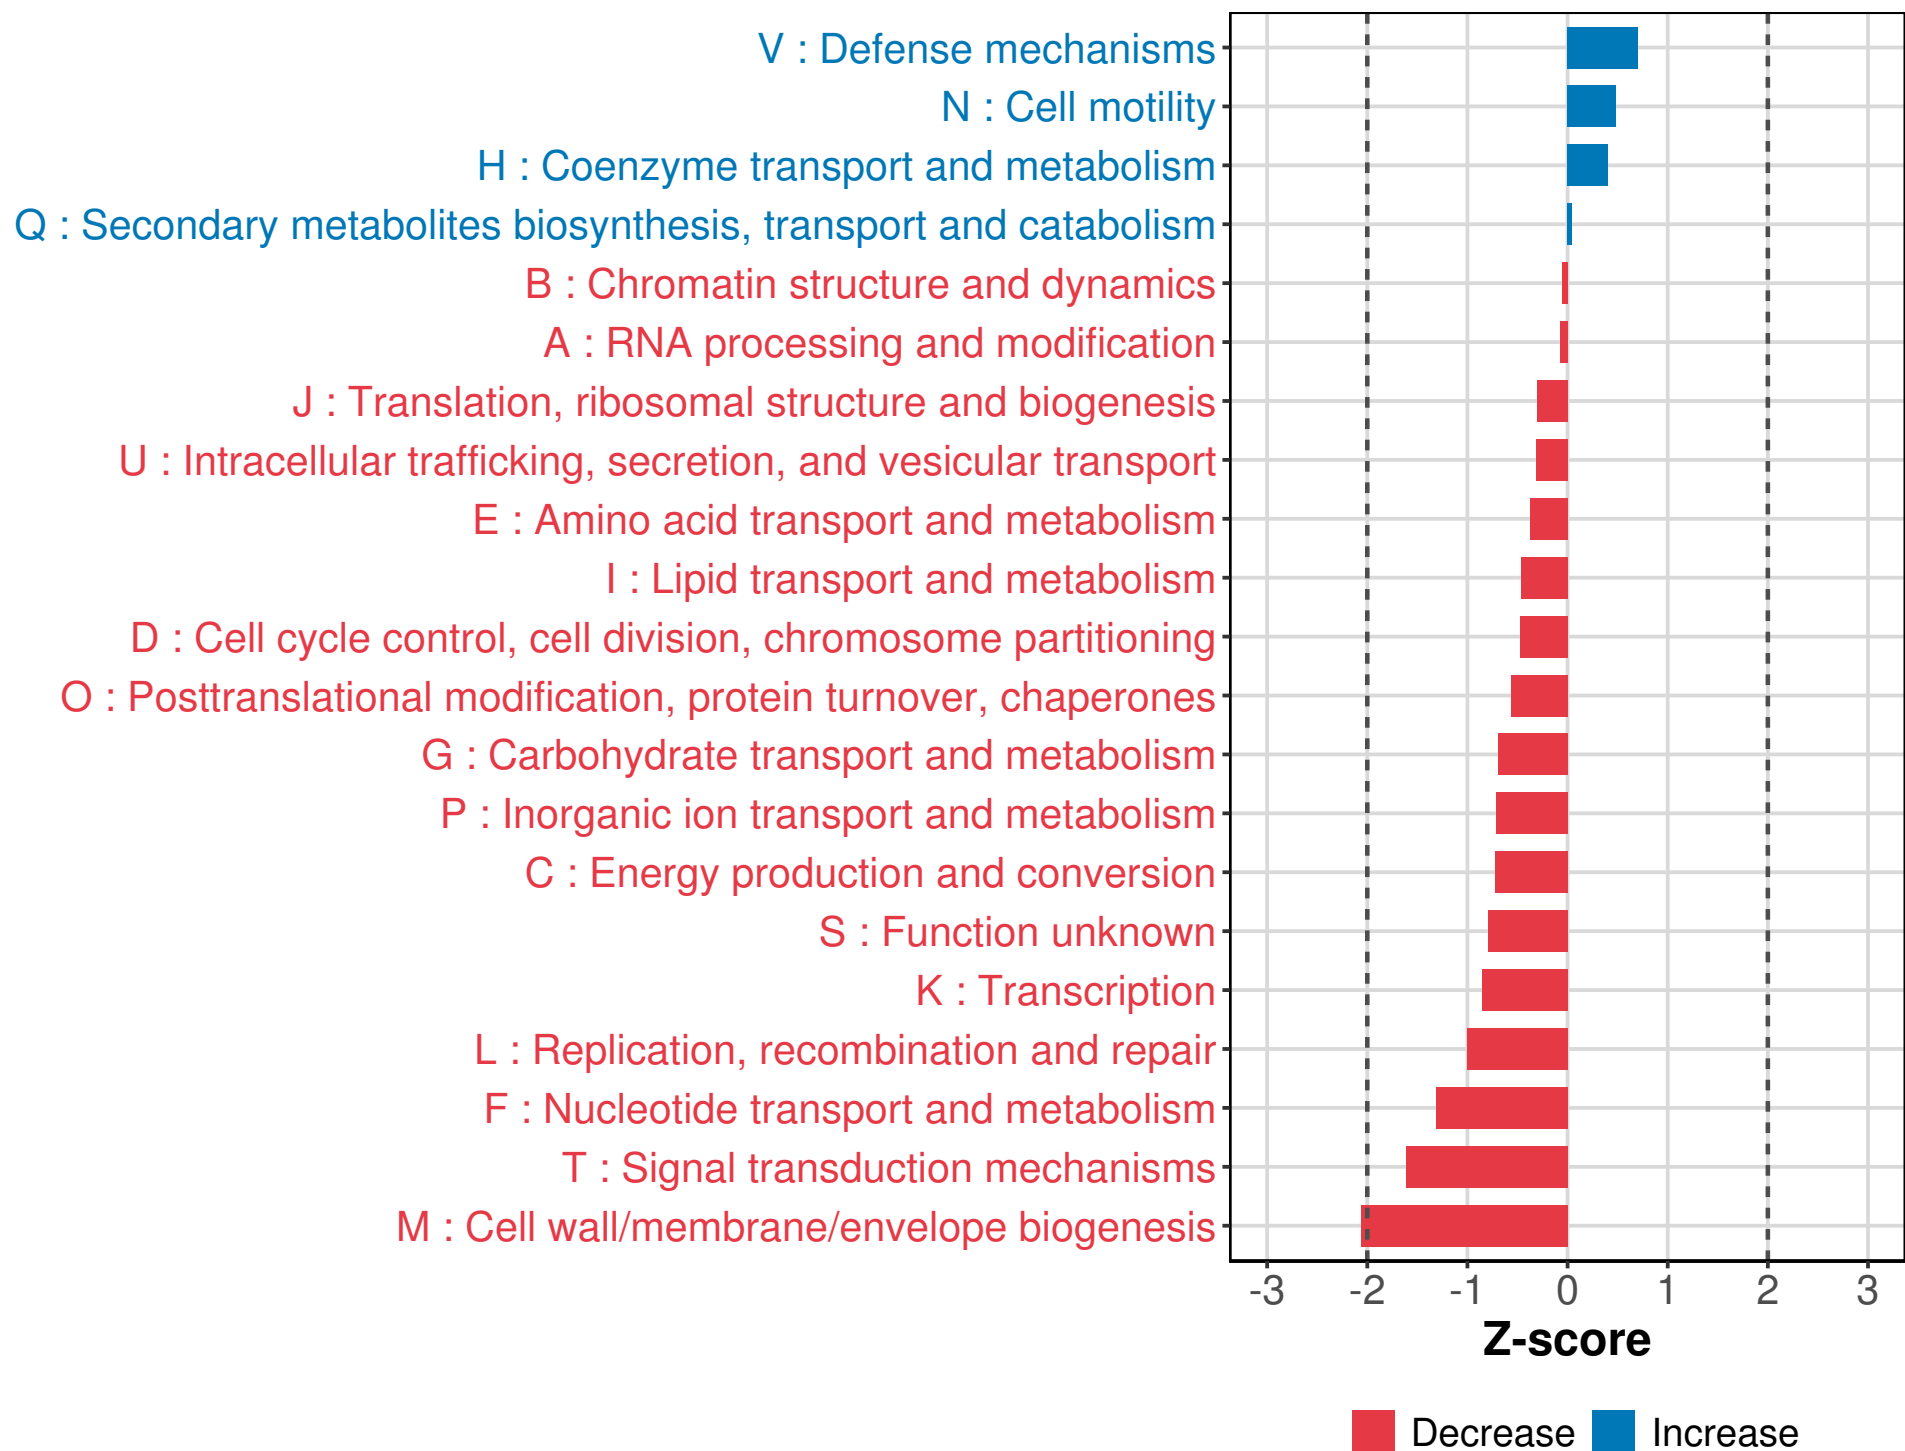 V : Defense mechanisms
N : Cell motility
H : Coenzyme transport and metabolism
Q : Secondary metabolites biosynthesis, transport and catabolism
B : Chromatin structure and dynamics
A : RNA processing and modification
J : Translation, ribosomal structure and biogenesis
U : Intracellular trafficking, secretion, and vesicular transport
E : Amino acid transport and metabolism
I : Lipid transport and metabolism
D : Cell cycle control, cell division, chromosome partitioning
O : Posttranslational modification, protein turnover, chaperones
G : Carbohydrate transport and metabolism
P : Inorganic ion transport and metabolism
C : Energy production and conversion
S : Function unknown
K : Transcription
L : Replication, recombination and repair
F : Nucleotide transport and metabolism
T : Signal transduction mechanisms
M : Cell wall/membrane/envelope biogenesis
-3 -2 -1 0 1 2 3
Z-score
Decrease Increase